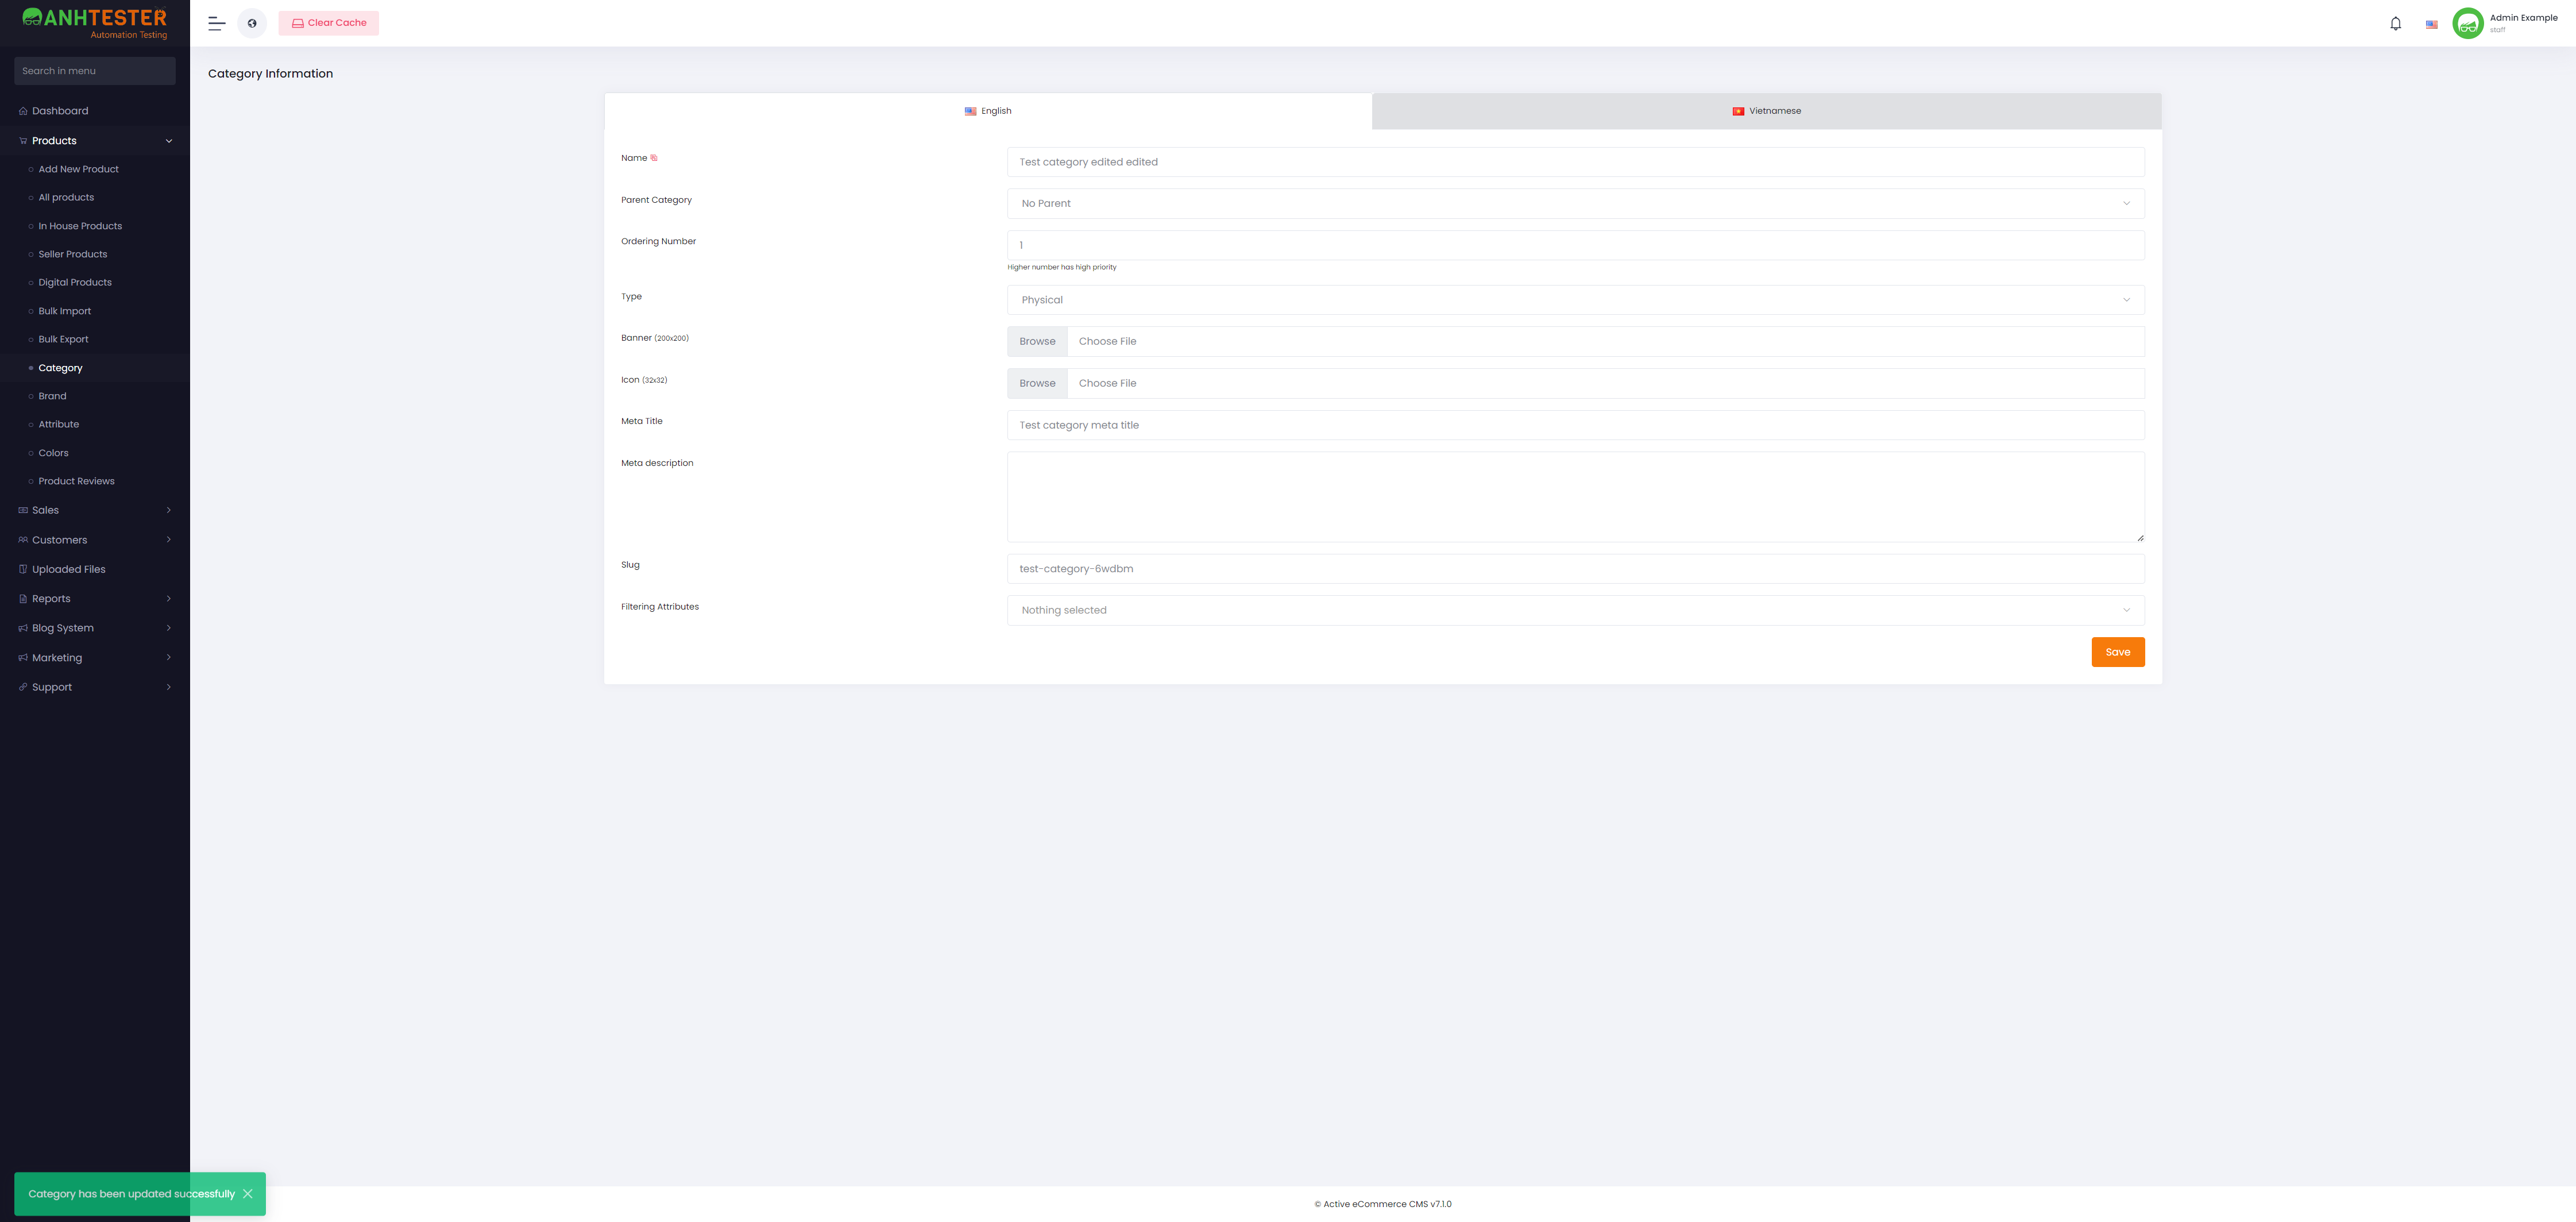 ANHTESTER
Automation Testing
Search in menu
Dashboard
Products
Add New Product
All products
In House Products
Seller Products
Digital Products
Bulk Import
Bulk Export
Category
Brand
Attribute
Colors
Product Reviews
Sales
Customers
Uploaded Files
Reports
Blog System
Marketing
Support
Clear Cache
Admin Example
staff
Category Information
English
Vietnamese
Name
Test category edited edited
Parent Category
No Parent
Ordering Number
1
Higher number has high priority
Type
Physical
Banner (200x200)
Browse
Choose File
Icon (32x32)
Browse
Choose File
Meta Title
Test category meta title
Meta description
Slug
test-category-6wdbm
Filtering Attributes
Nothing selected
Save
Category has been updated successfully
© Active eCommerce CMS v7.1.0